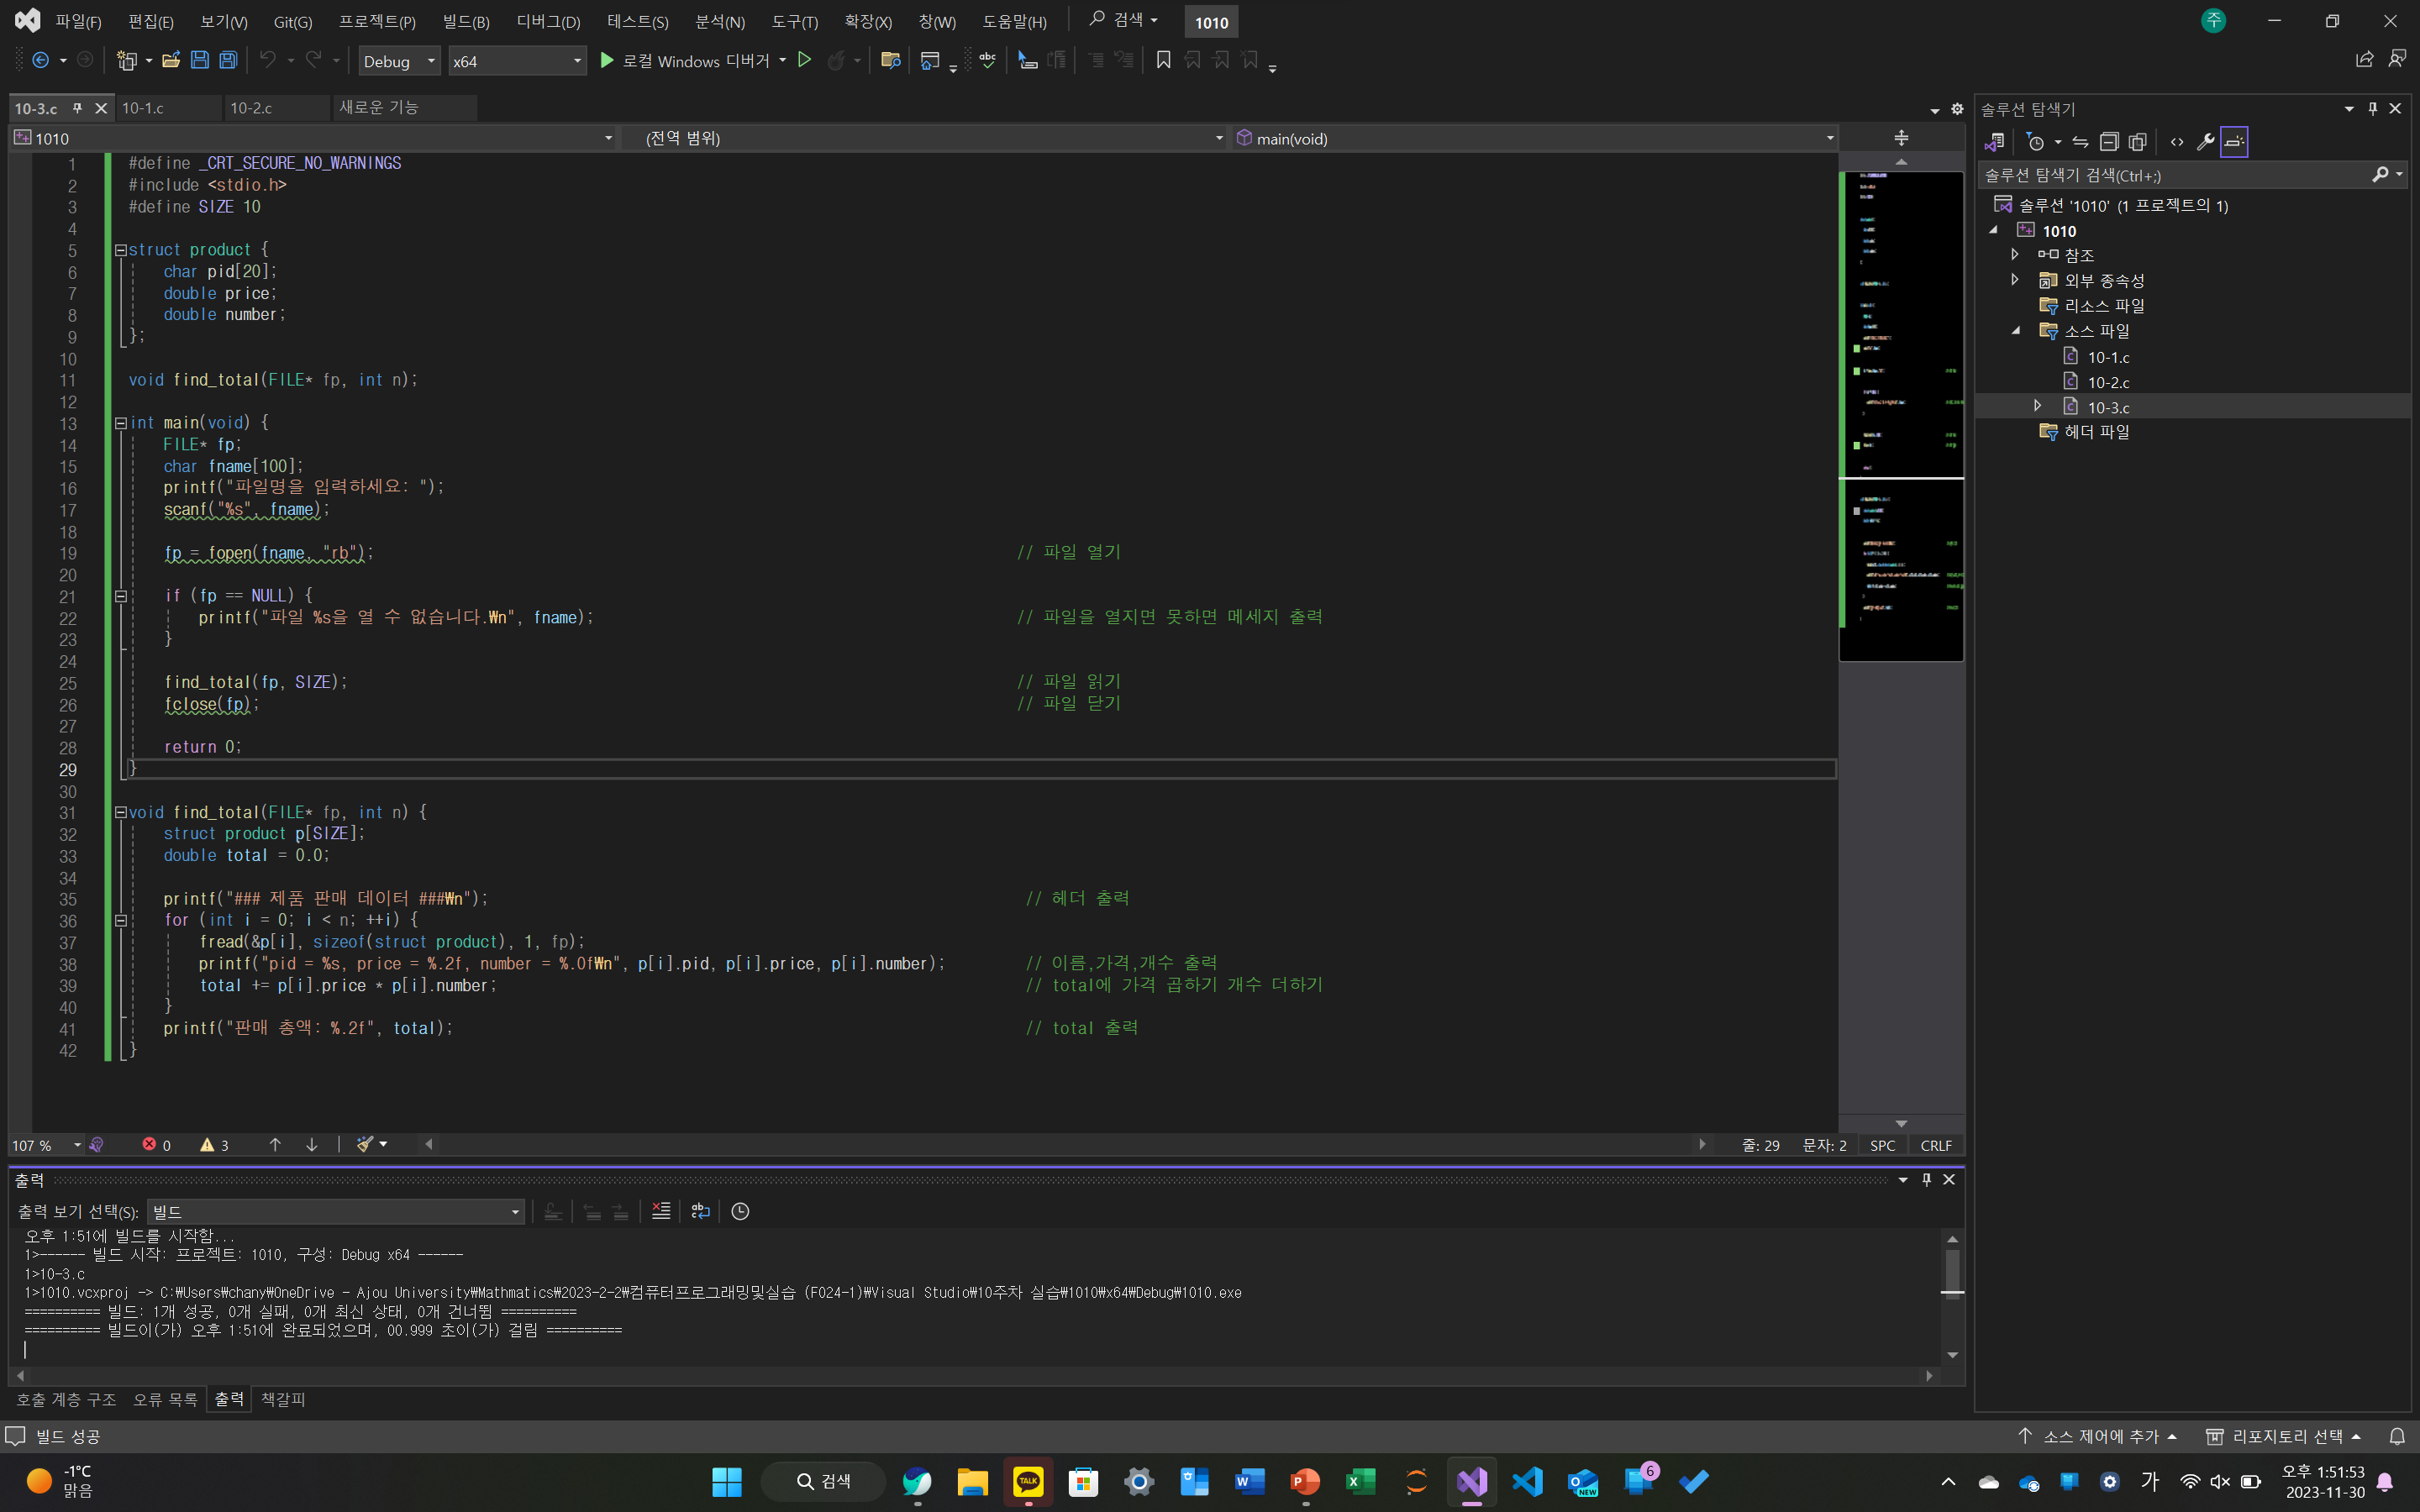 파일(F) 편집(E) 보기(V) Git(G) 프로젝트(P) 빌드(B) 디버그(D) 테스트(S) 분석(N) 도구(T) 확장(X) 창(W) 도움말(H) 검색 1010 주
Debug x64 로컬 Windows 디버거
10-3.c 10-1.c 10-2.c 새로운 기능
1010 (전역 범위) main(void)
1 #define _CRT_SECURE_NO_WARNINGS
2 #include <stdio.h>
3 #define SIZE 10
4
5 struct product {
6 char pid[20];
7 double price;
8 double number;
9 };
10
11 void find_total(FILE* fp, int n);
12
13 int main(void) {
14 FILE* fp;
15 char fname[100];
16 printf("파일명을 입력하세요: ");
17 scanf("%s", fname);
18
19 fp = fopen(fname, "rb"); // 파일 열기
20
21 if (fp == NULL) {
22 printf("파일 %s을 열 수 없습니다.₩n", fname); // 파일을 열지면 못하면 메세지 출력
23 }
24
25 find_total(fp, SIZE); // 파일 읽기
26 fclose(fp); // 파일 닫기
27
28 return 0;
29 }
30
31 void find_total(FILE* fp, int n) {
32 struct product p[SIZE];
33 double total = 0.0;
34
35 printf("### 제품 판매 데이터 ###₩n"); // 헤더 출력
36 for (int i = 0; i < n; ++i) {
37 fread(&p[i], sizeof(struct product), 1, fp);
38 printf("pid = %s, price = %.2f, number = %.0f₩n", p[i].pid, p[i].price, p[i].number); // 이름,가격,개수 출력
39 total += p[i].price * p[i].number; // total에 가격 곱하기 개수 더하기
40 }
41 printf("판매 총액: %.2f", total); // total 출력
42 }
107 % 0 3 줄: 29 문자: 2 SPC CRLF
출력
출력 보기 선택(S): 빌드
오후 1:51에 빌드를 시작함...
1>------ 빌드 시작: 프로젝트: 1010, 구성: Debug x64 ------
1>10-3.c
1>1010.vcxproj -> C:₩Users₩chany₩OneDrive - Ajou University₩Mathmatics₩2023-2-2₩컴퓨터프로그래밍및실습 (F024-1)₩Visual Studio₩10주차 실습₩1010₩x64₩Debug₩1010.exe
========== 빌드: 1개 성공, 0개 실패, 0개 최신 상태, 0개 건너뜀 ==========
========== 빌드이(가) 오후 1:51에 완료되었으며, 00.999 초이(가) 걸림 ==========
호출 계층 구조 오류 목록 출력 책갈피
솔루션 탐색기
솔루션 탐색기 검색(Ctrl+;)
솔루션 '1010' (1 프로젝트의 1)
1010
참조
외부 종속성
리소스 파일
소스 파일
10-1.c
10-2.c
10-3.c
헤더 파일
빌드 성공 소스 제어에 추가 리포지토리 선택
-1°C
맑음
검색
TALK
NEW
6
가
오후 1:51:53
2023-11-30